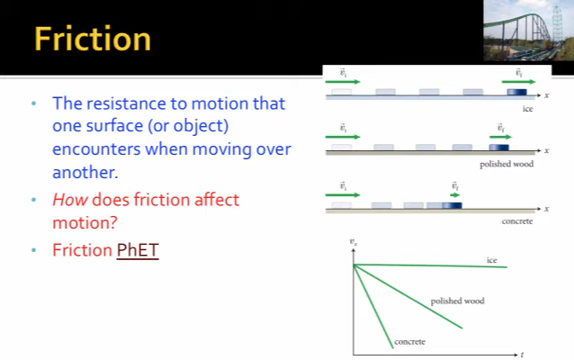 Friction
• The resistance to motion that
one surface (or object)
encounters when moving over
another.
• How does friction affect
motion?
• Friction PhET
v⃗i
v⃗f
x
ice
v⃗i
v⃗f
x
polished wood
v⃗i
v⃗f
x
concrete
vx
ice
polished wood
concrete
t